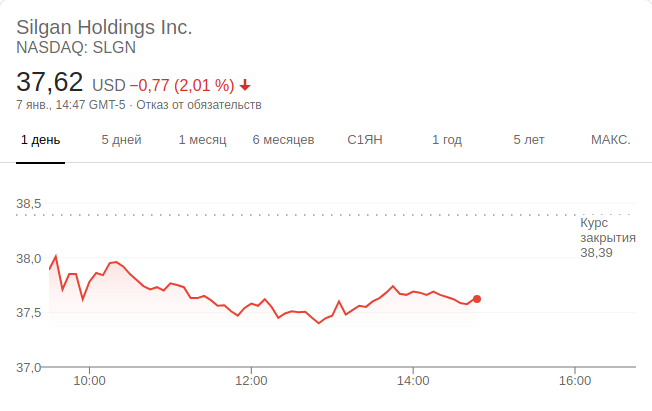 Silgan Holdings Inc.
NASDAQ: SLGN
37,62 USD −0,77 (2,01 %)
7 янв., 14:47 GMT-5 · Отказ от обязательств
1 день 5 дней 1 месяц 6 месяцев С1ЯН 1 год 5 лет МАКС.
38,5
Курс
закрытия
38,39
38,0
37,5
37,0
10:00 12:00 14:00 16:00